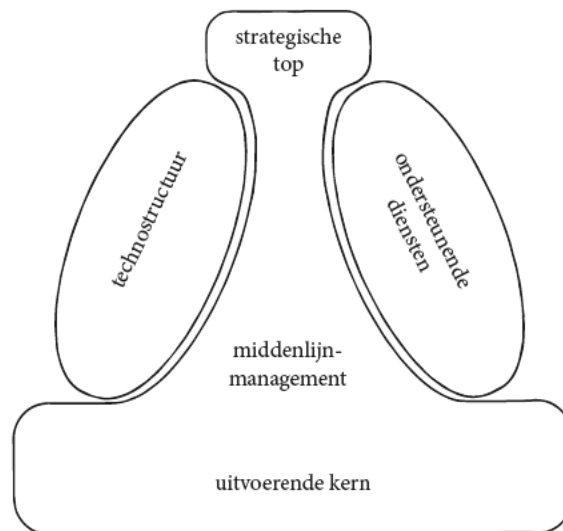 strategische
top
technostructuur
ondersteunende
diensten
middenlijn-
management
uitvoerende kern